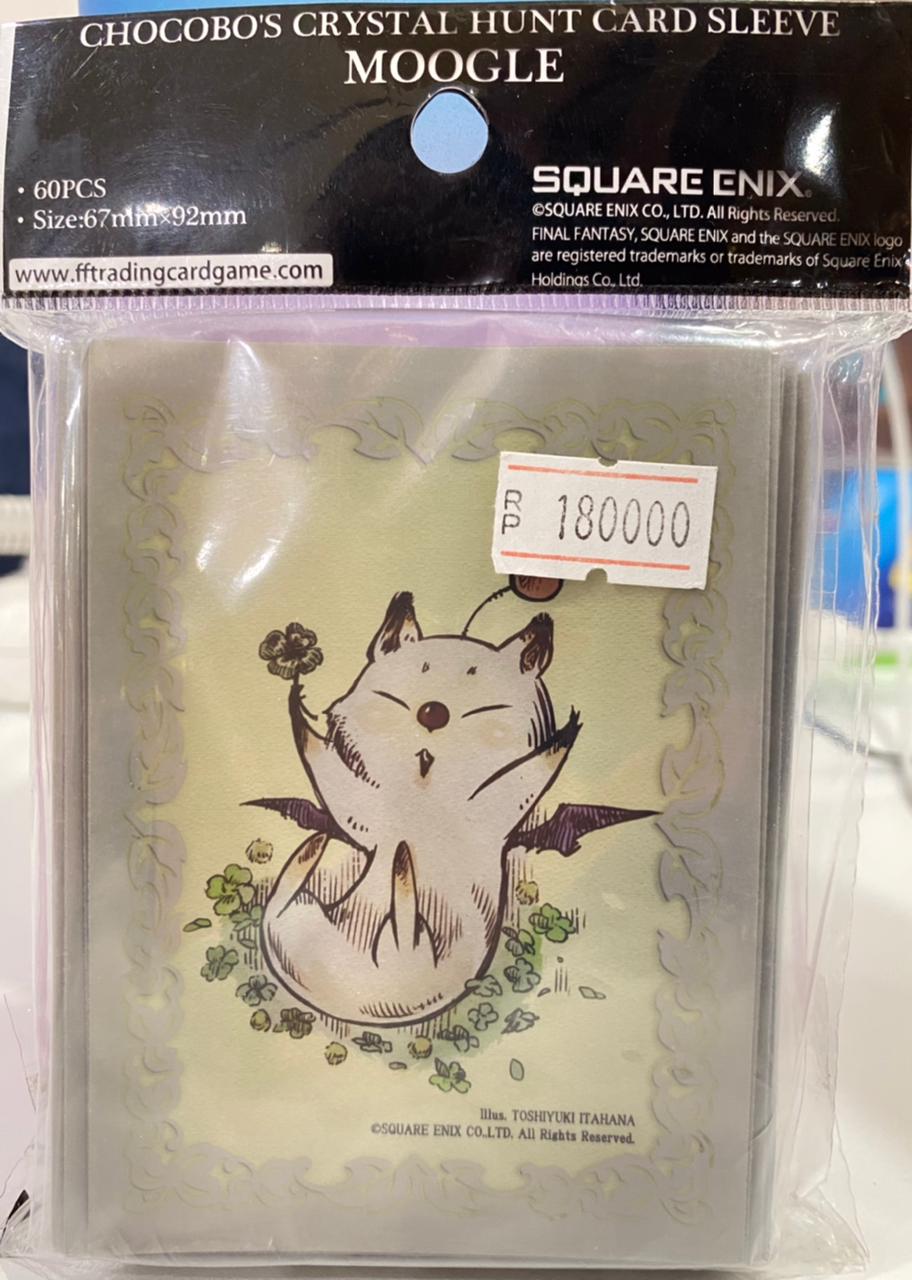 CHOCOBO'S CRYSTAL HUNT CARD SLEEVE
MOOGLE
・60PCS
・Size:67mm×92mm
www.fftradingcardgame.com
SQUARE ENIX®
©SQUARE ENIX CO., LTD. All Rights Reserved.
FINAL FANTASY, SQUARE ENIX and the SQUARE ENIX logo
are registered trademarks or trademarks of Square Enix
Holdings Co., Ltd.
RP 180000
Illus. TOSHIYUKI ITAHANA
©SQUARE ENIX CO.,LTD. All Rights Reserved.